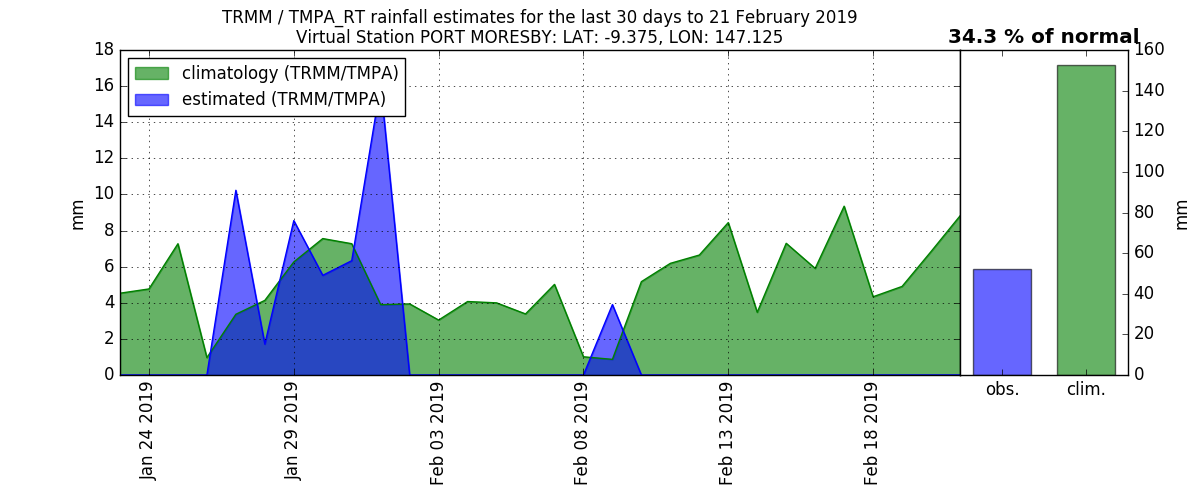 TRMM / TMPA_RT rainfall estimates for the last 30 days to 21 February 2019
Virtual Station PORT MORESBY: LAT: -9.375, LON: 147.125
34.3 % of normal
climatology (TRMM/TMPA)
estimated (TRMM/TMPA)
18
16
14
12
10
8
6
4
2
0
mm
Jan 24 2019
Jan 29 2019
Feb 03 2019
Feb 08 2019
Feb 13 2019
Feb 18 2019
obs.
clim.
160
140
120
100
80
60
40
20
0
mm